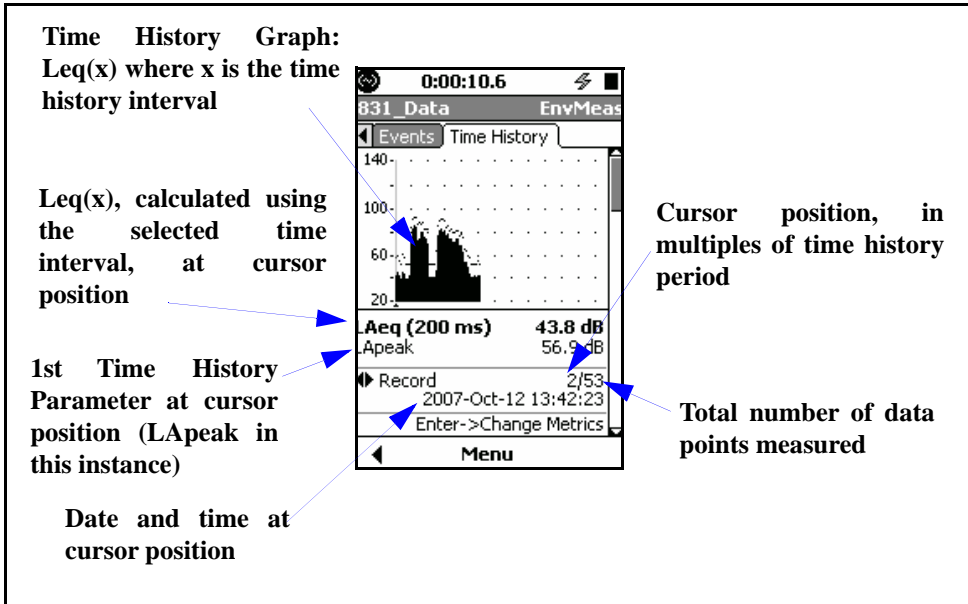 Time History Graph:
Leq(x) where x is the time
history interval
Leq(x), calculated using
the selected time
interval, at cursor
position
1st Time History
Parameter at cursor
position (LApeak in
this instance)
Date and time at
cursor position
0:00:10.6
831_Data EnvMeas
Events Time History
140
100
60
20
LAeq (200 ms) 43.8 dB
LApeak 56.9 dB
Record 2/53
2007-Oct-12 13:42:23
Enter->Change Metrics
Menu
Cursor position, in
multiples of time history
period
Total number of data
points measured